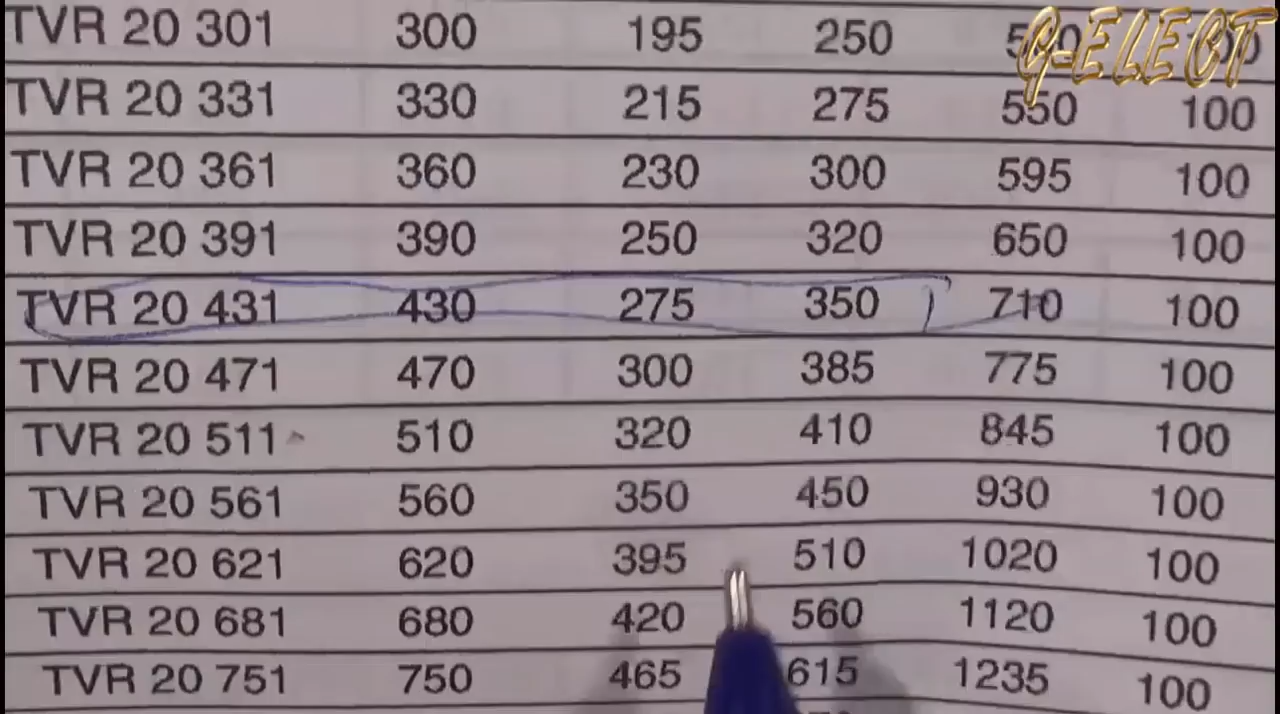 TVR 20 301 300 195 250
G-ELECT
TVR 20 331 330 215 275 550 100
TVR 20 361 360 230 300 595 100
TVR 20 391 390 250 320 650 100
TVR 20 431 430 275 350 710 100
TVR 20 471 470 300 385 775 100
TVR 20 511 510 320 410 845 100
TVR 20 561 560 350 450 930 100
TVR 20 621 620 395 510 1020 100
TVR 20 681 680 420 560 1120 100
TVR 20 751 750 465 615 1235 100